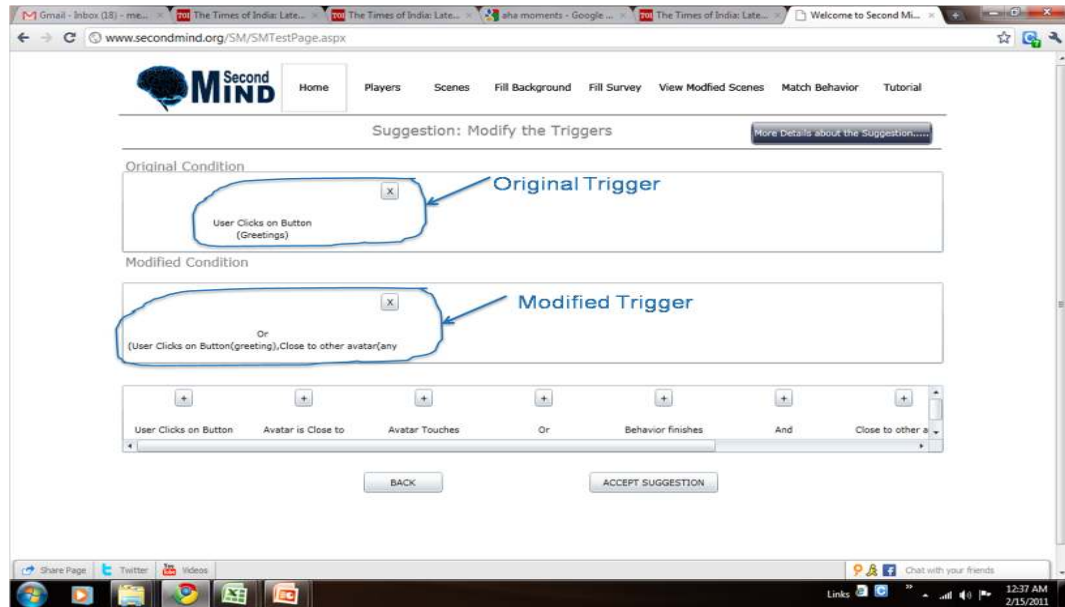 Gmail - Inbox (18) - me... The Times of India: Late... The Times of India: Late... aha moments - Google ... The Times of India: Late... Welcome to Second Mi...
www.secondmind.org/SM/SMTestPage.aspx
Second
MIND
Home Players Scenes Fill Background Fill Survey View Modfied Scenes Match Behavior Tutorial
Suggestion: Modify the Triggers
More Details about the Suggestion.....
Original Condition
X
Original Trigger
User Clicks on Button
(Greetings)
Modified Condition
X
Modified Trigger
Or
(User Clicks on Button(greeting),Close to other avatar(any
+ + + + + + +
User Clicks on Button Avatar is Close to Avatar Touches Or Behavior finishes And Close to other a
BACK ACCEPT SUGGESTION
Share Page Twitter Videos Chat with your friends
Links 12:37 AM
2/15/2011